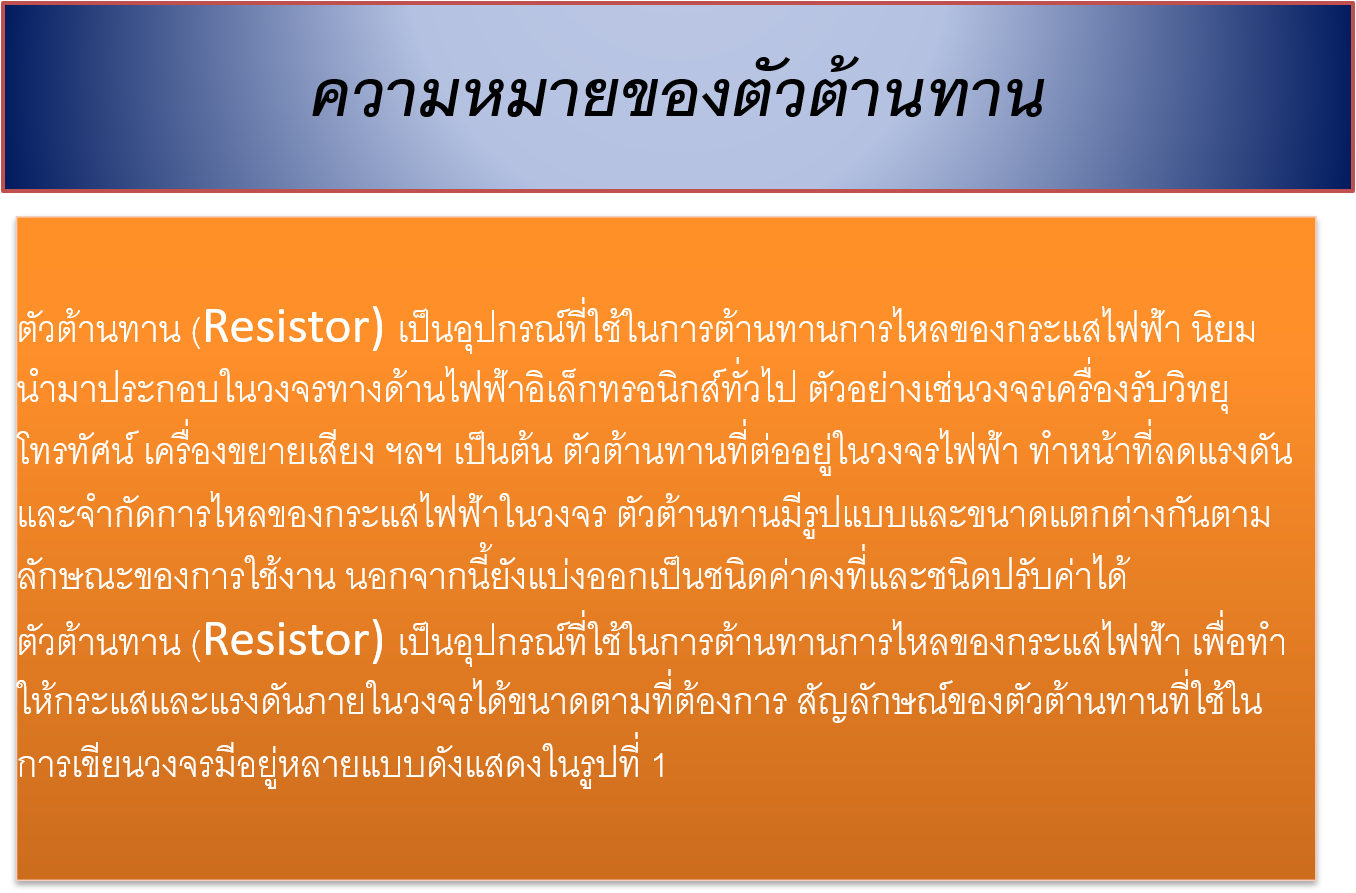 ความหมายของตัวต้านทาน
ตัวต้านทาน (Resistor) เป็นอุปกรณ์ที่ใช้ในการต้านทานการไหลของกระแสไฟฟ้า นิยม
นำมาประกอบในวงจรทางด้านไฟฟ้าอิเล็กทรอนิกส์ทั่วไป ตัวอย่างเช่นวงจรเครื่องรับวิทยุ
โทรทัศน์ เครื่องขยายเสียง ฯลฯ เป็นต้น ตัวต้านทานที่ต่ออยู่ในวงจรไฟฟ้า ทำหน้าที่ลดแรงดัน
และจำกัดการไหลของกระแสไฟฟ้าในวงจร ตัวต้านทานมีรูปแบบและขนาดแตกต่างกันตาม
ลักษณะของการใช้งาน นอกจากนี้ยังแบ่งออกเป็นชนิดค่าคงที่และชนิดปรับค่าได้
ตัวต้านทาน (Resistor) เป็นอุปกรณ์ที่ใช้ในการต้านทานการไหลของกระแสไฟฟ้า เพื่อทำ
ให้กระแสและแรงดันภายในวงจรได้ขนาดตามที่ต้องการ สัญลักษณ์ของตัวต้านทานที่ใช้ใน
การเขียนวงจรมีอยู่หลายแบบดังแสดงในรูปที่ 1